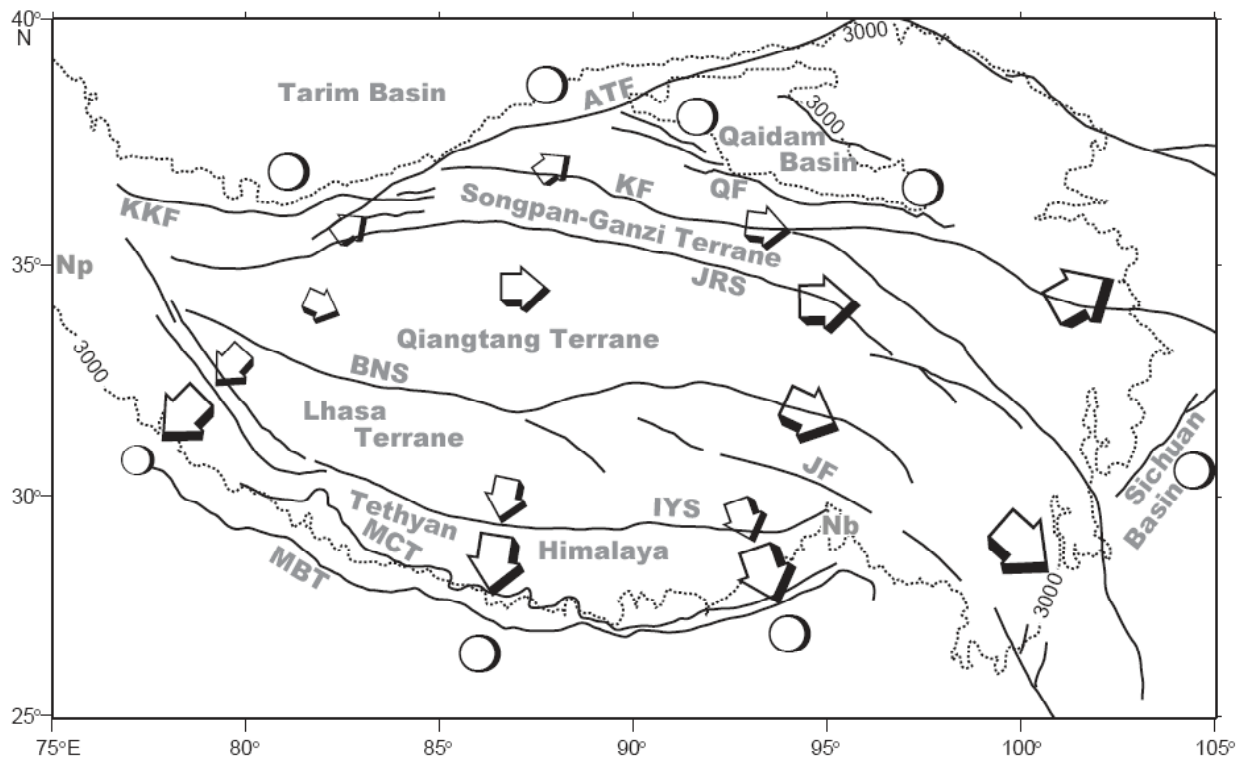 40°
N
3000
Tarim Basin
ATF
3000
Qaidam
Basin
KF
QF
KKF
Songpan-Ganzi Terrane
35°
Np
JRS
Qiangtang Terrane
3000
BNS
Lhasa
Terrane
JF
Sichuan
Basin
30°
Tethyan
IYS
Nb
MCT
Himalaya
MBT
3000
25°
75°E
80°
85°
90°
95°
100°
105°